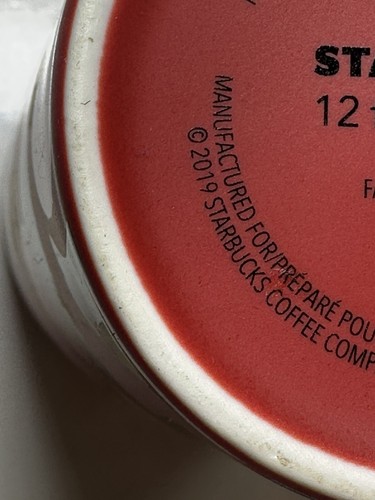 STA
12
FA
MANUFACTURED FOR/PRÉPARÉ POU
© 2019 STARBUCKS COFFEE COMP